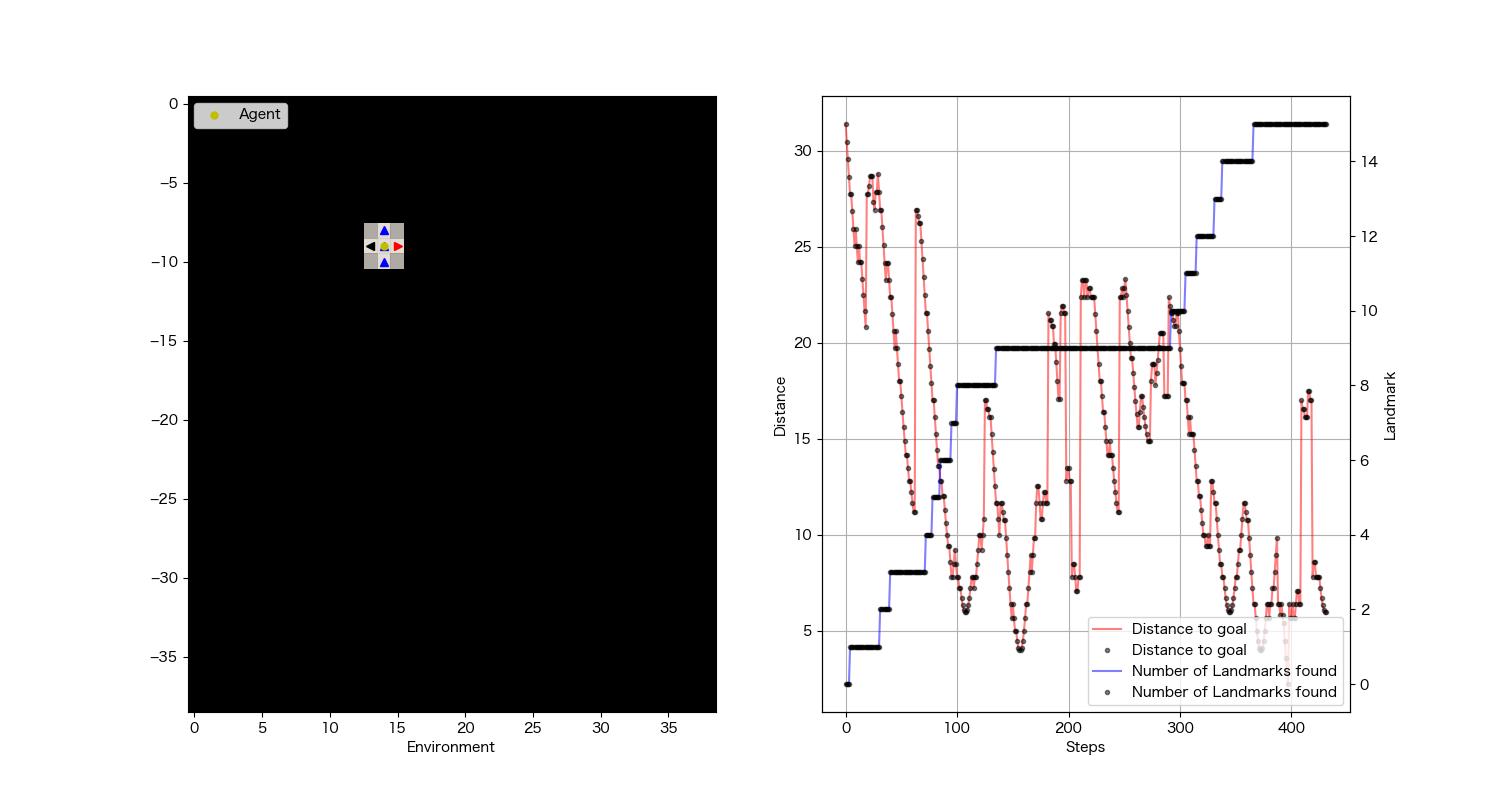 Agent
0
−5
−10
−15
−20
−25
−30
−35
0 5 10 15 20 25 30 35
Environment
30
25
20
15
10
5
Distance
14
12
10
8
6
4
2
0
Landmark
Distance to goal
Distance to goal
Number of Landmarks found
Number of Landmarks found
0 100 200 300 400
Steps